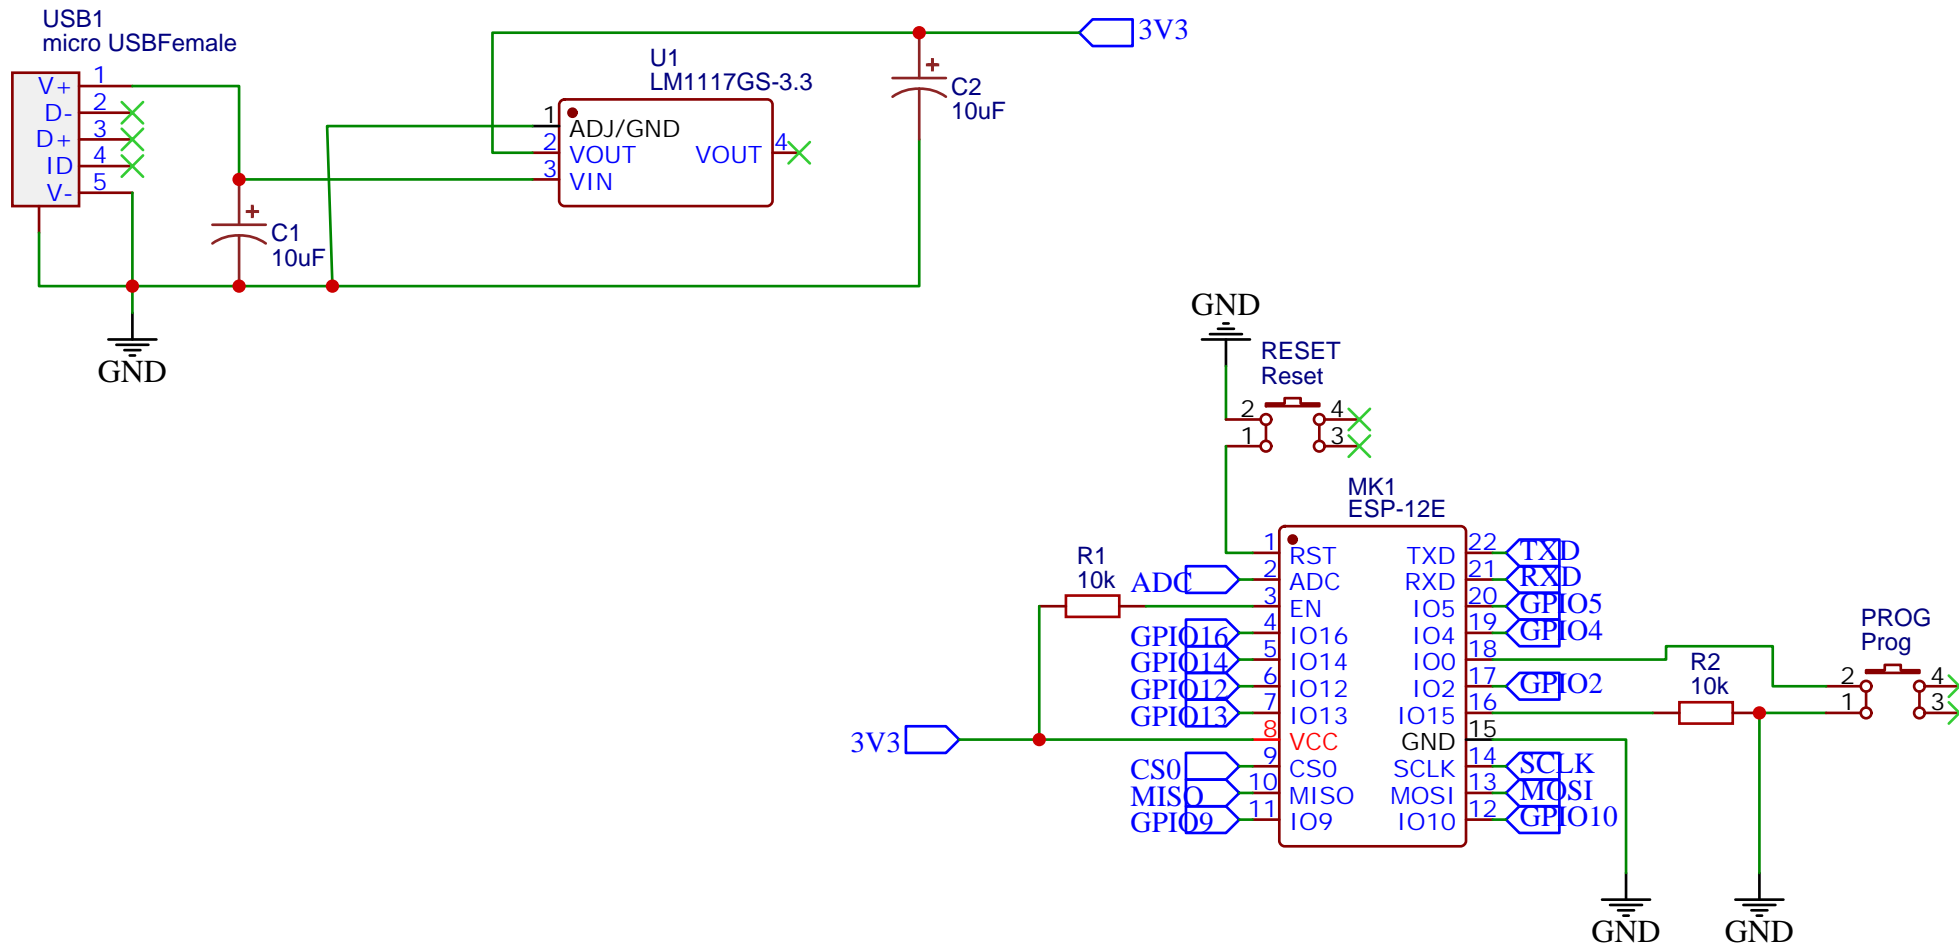 USB1
micro USBFemale
V+ 1
D- 2
D+ 3
ID 4
V- 5
GND
C1
10uF
U1
LM1117GS-3.3
1 ADJ/GND
2 VOUT VOUT 4
3 VIN
+
+
C2
10uF
3V3
GND
RESET
Reset
2 4
1 3
MK1
ESP-12E
R1
10k
3V3
1 RST TXD 22 TXD
ADC 2 ADC RXD 21 RXD
3 EN IO5 20 GPIO5
GPIO16 4 IO16 IO4 19 GPIO4
GPIO14 5 IO14 IO0 18
GPIO12 6 IO12 IO2 17 GPIO2
GPIO13 7 IO13 IO15 16
8 VCC GND 15
CS0 9 CS0 SCLK 14 SCLK
MISO 10 MISO MOSI 13 MOSI
GPIO9 11 IO9 IO10 12 GPIO10
R2
10k
PROG
Prog
2 4
1 3
GND
GND